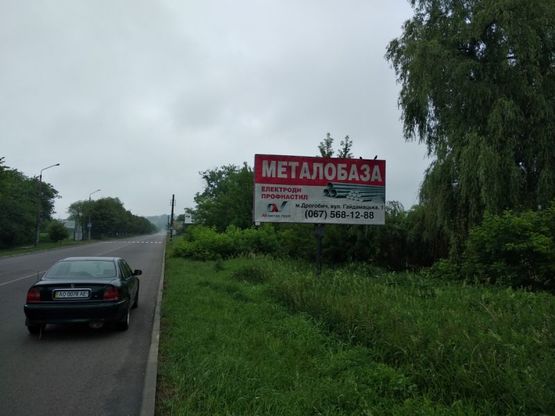 МЕТАЛОБАЗА
ЕЛЕКТРОДИ
ПРОФНАСТИЛ
м.Дрогобич, вул. Гайдамацька,
(067) 568-12-88